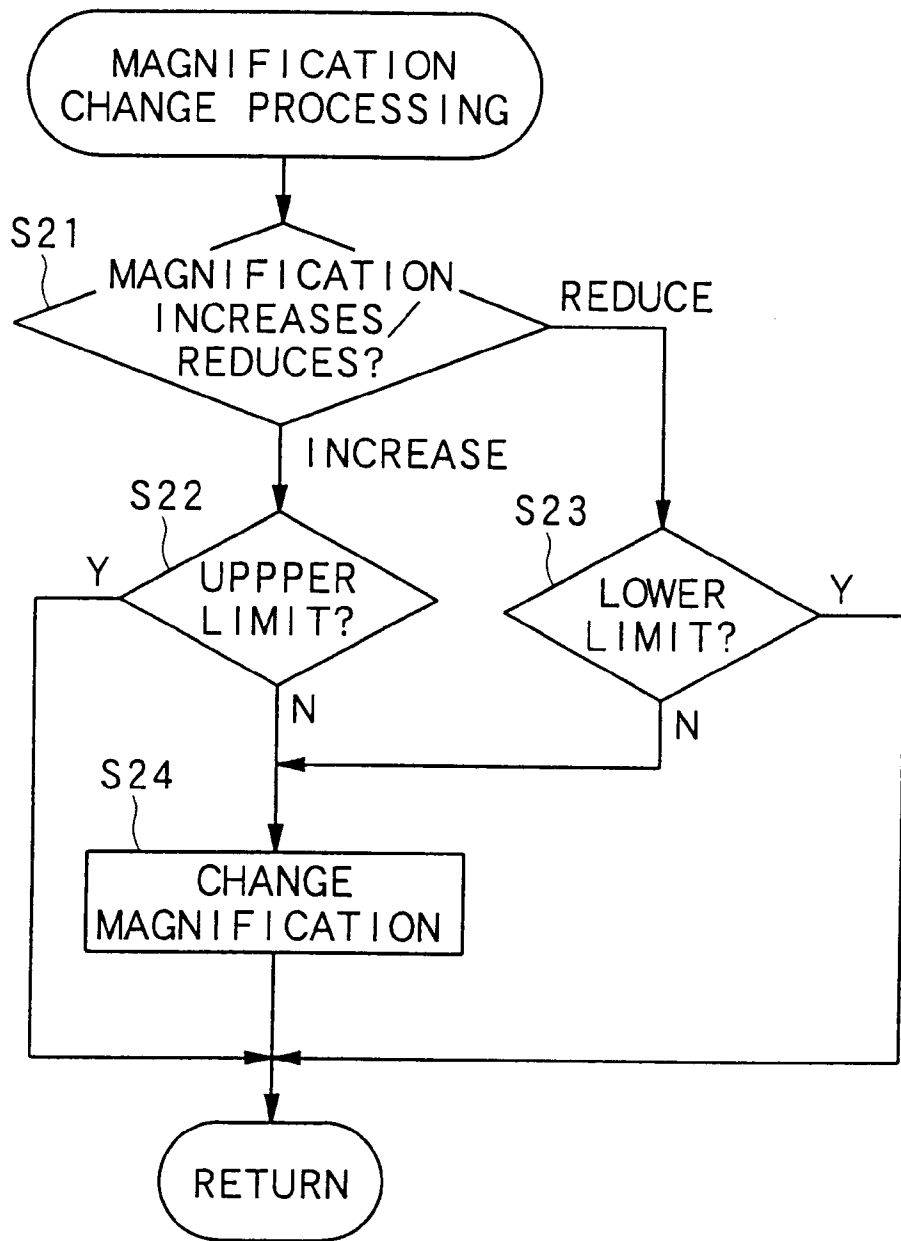 MAGNIFICATION
CHANGE PROCESSING
S21
MAGNIFICATION
INCREASES/
REDUCES?
REDUCE
INCREASE
S22
UPPPER
LIMIT?
Y
N
S23
LOWER
LIMIT?
Y
N
S24
CHANGE
MAGNIFICATION
RETURN